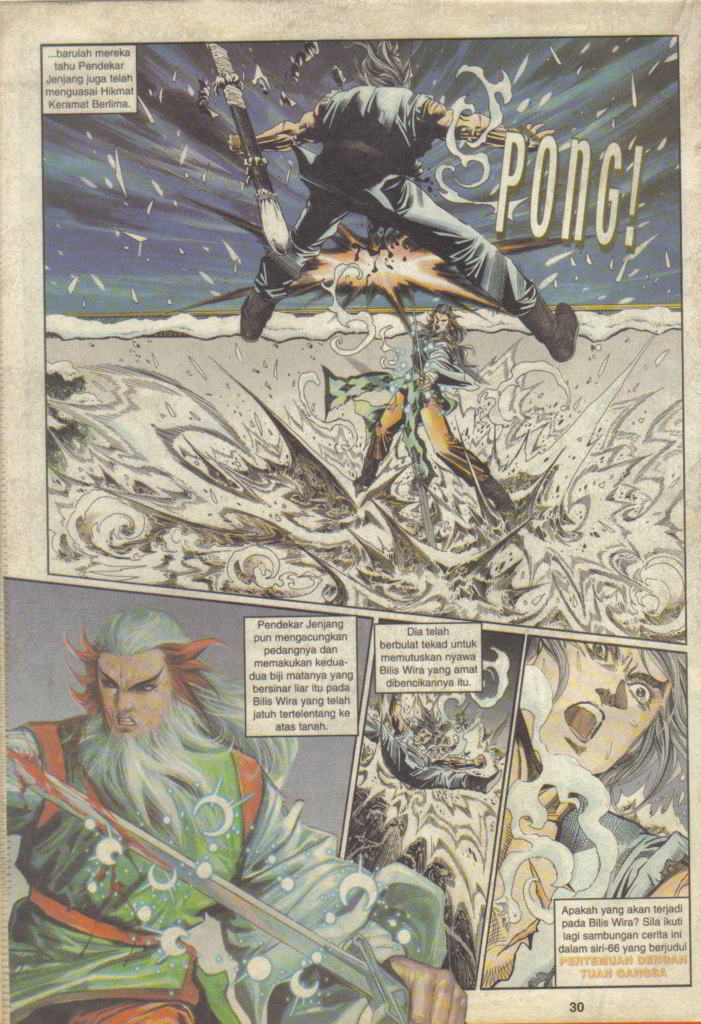 ...barulah mereka
tahu Pendekar
Jenjang juga telah
menguasai Hikmat
Keramat Berlima.
PONG!
Pendekar Jenjang
pun mengacungkan
pedangnya dan
memakukan kedua-
dua biji matanya yang
bersinar liar itu pada
Bilis Wira yang telah
jatuh tertelentang ke
atas tanah.
Dia telah
berbulat tekad untuk
memutuskan nyawa
Bilis Wira yang amat
dibencikannya itu.
Apakah yang akan terjadi
pada Bilis Wira? Sila ikuti
lagi sambungan cerita ini
dalam siri-66 yang berjudul
PERTEMUAN DENGAN
TUAN GANGSA
30